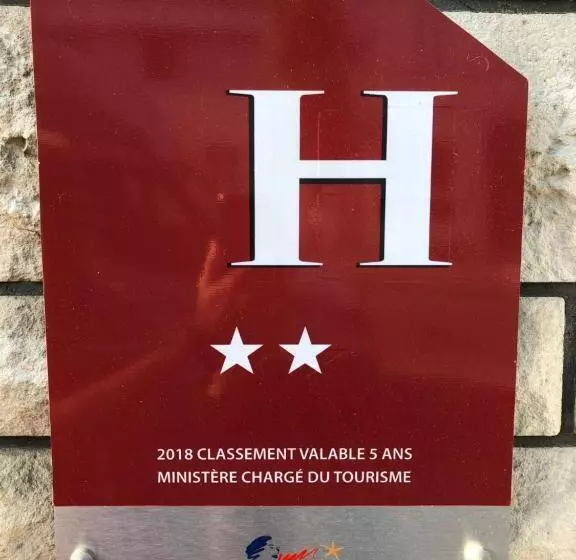 H
2018 CLASSEMENT VALABLE 5 ANS
MINISTÈRE CHARGÉ DU TOURISME